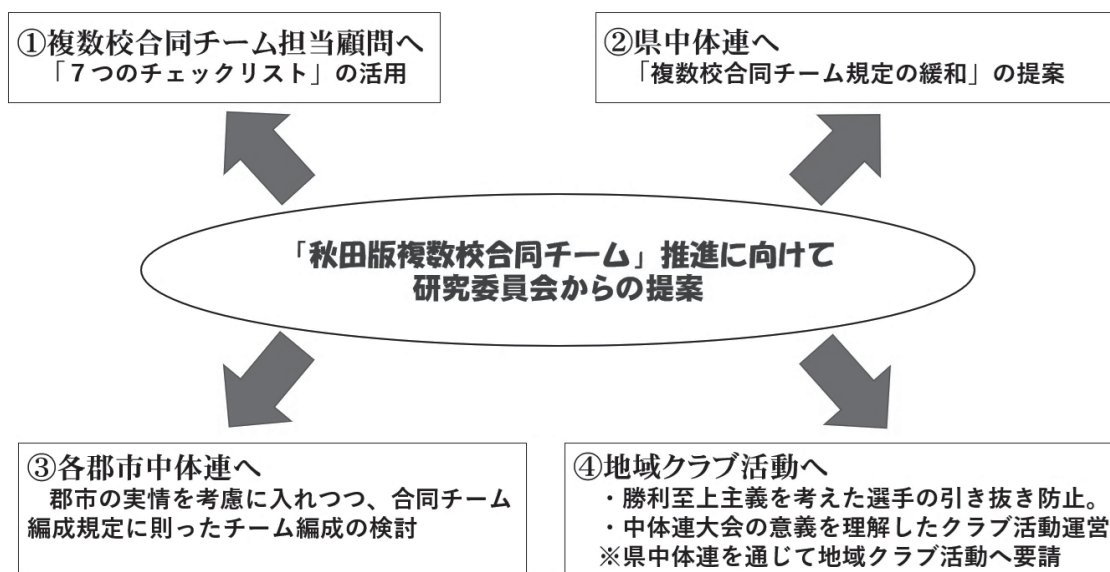 ①複数校合同チーム担当顧問へ
「７つのチェックリスト」の活用
②県中体連へ
「複数校合同チーム規定の緩和」の提案
「秋田版複数校合同チーム」推進に向けて
研究委員会からの提案
③各郡市中体連へ
郡市の実情を考慮に入れつつ、合同チーム
編成規定に則ったチーム編成の検討
④地域クラブ活動へ
・勝利至上主義を考えた選手の引き抜き防止。
・中体連大会の意義を理解したクラブ活動運営
※県中体連を通じて地域クラブ活動へ要請